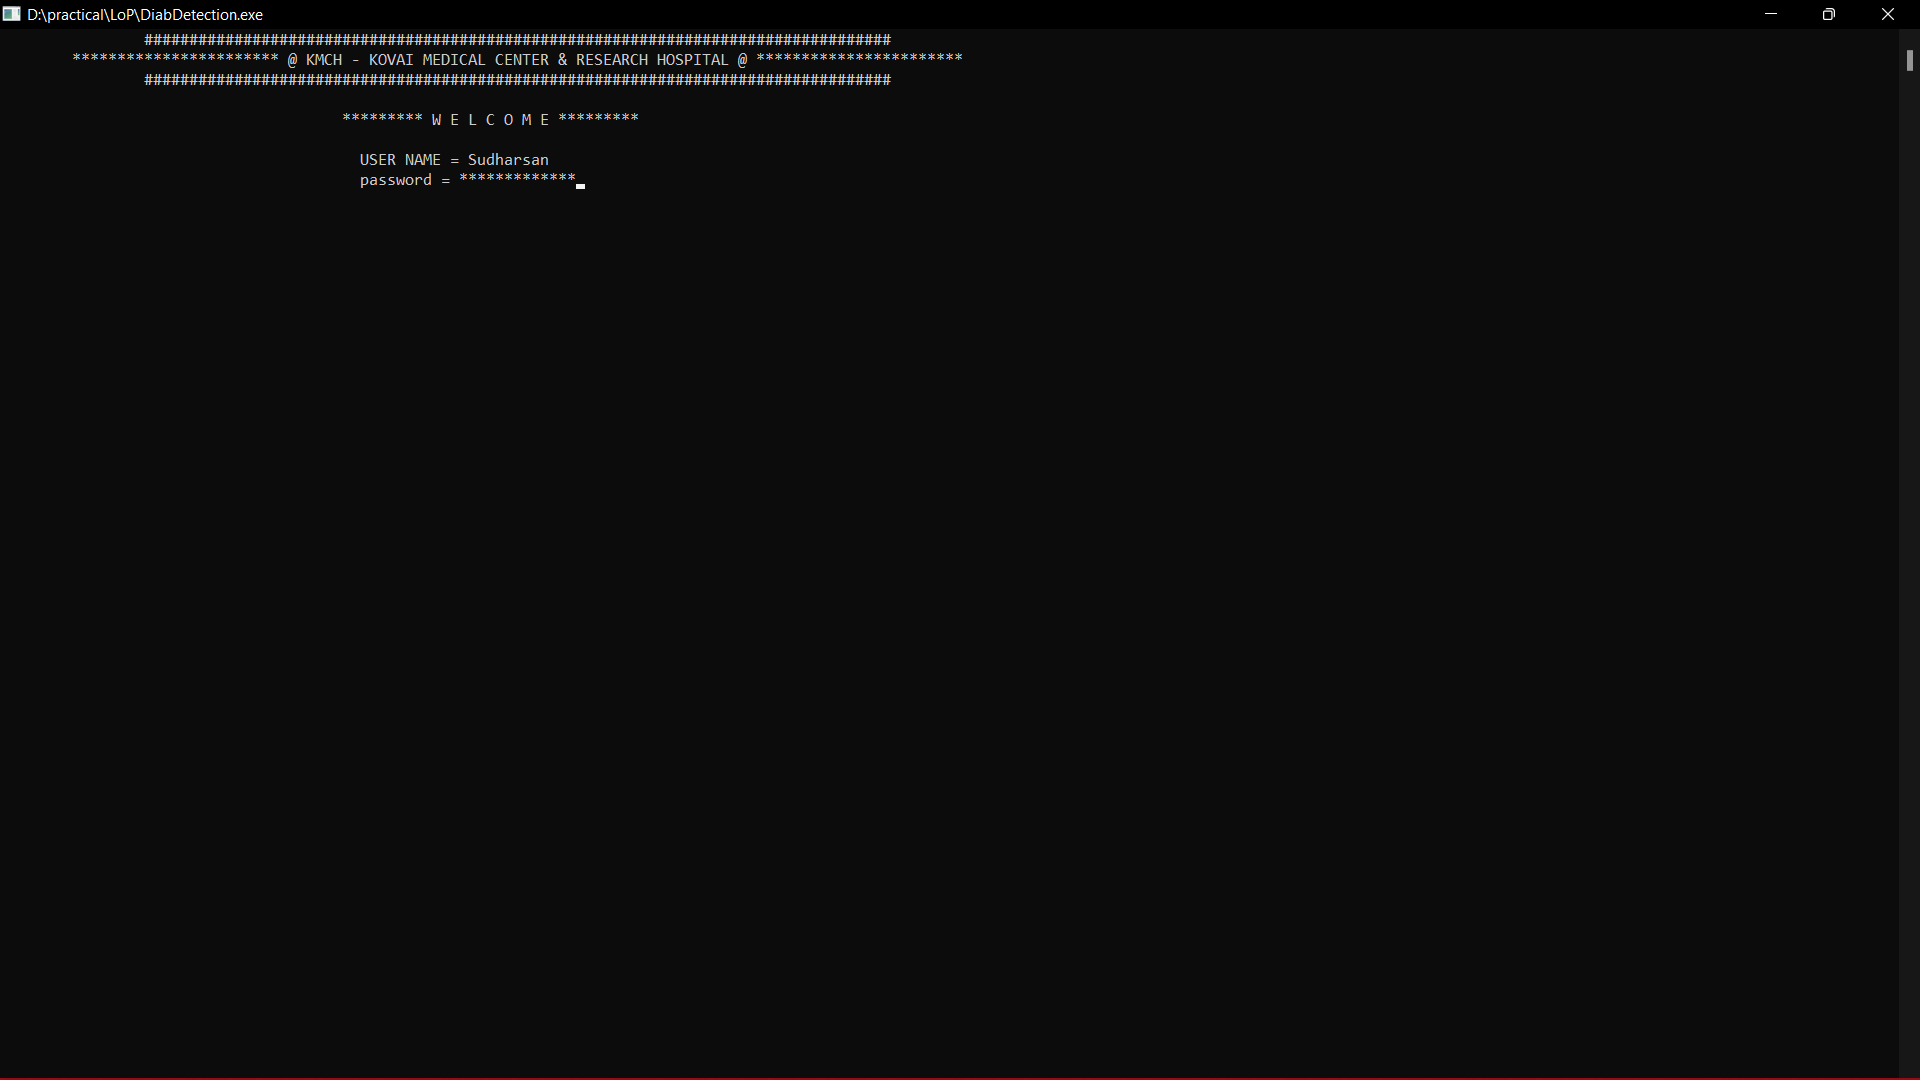 D:\practical\LoP\DiabDetection.exe
###################################################################################
*********************** @ KMCH - KOVAI MEDICAL CENTER & RESEARCH HOSPITAL @ ***********************
###################################################################################
********* W E L C O M E *********
USER NAME = Sudharsan
password = *************